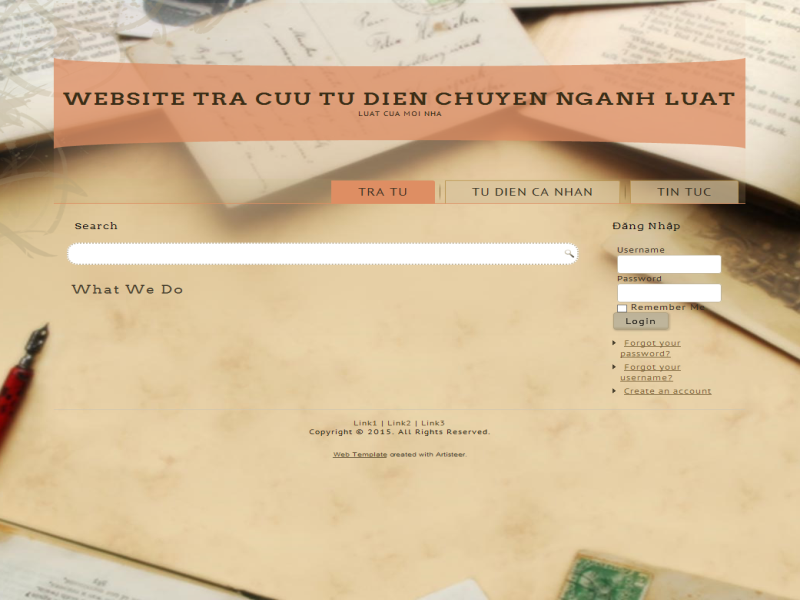 WEBSITE TRA CUU TU DIEN CHUYEN NGANH LUAT
LUAT CUA MOI NHA
TRA TU
TU DIEN CA NHAN
TIN TUC
Search
What We Do
Đăng Nhập
Username
Password
Remember Me
Login
Forgot your
password?
Forgot your
username?
Create an account
Link1 | Link2 | Link3
Copyright © 2015. All Rights Reserved.
Web Template created with Artisteer.